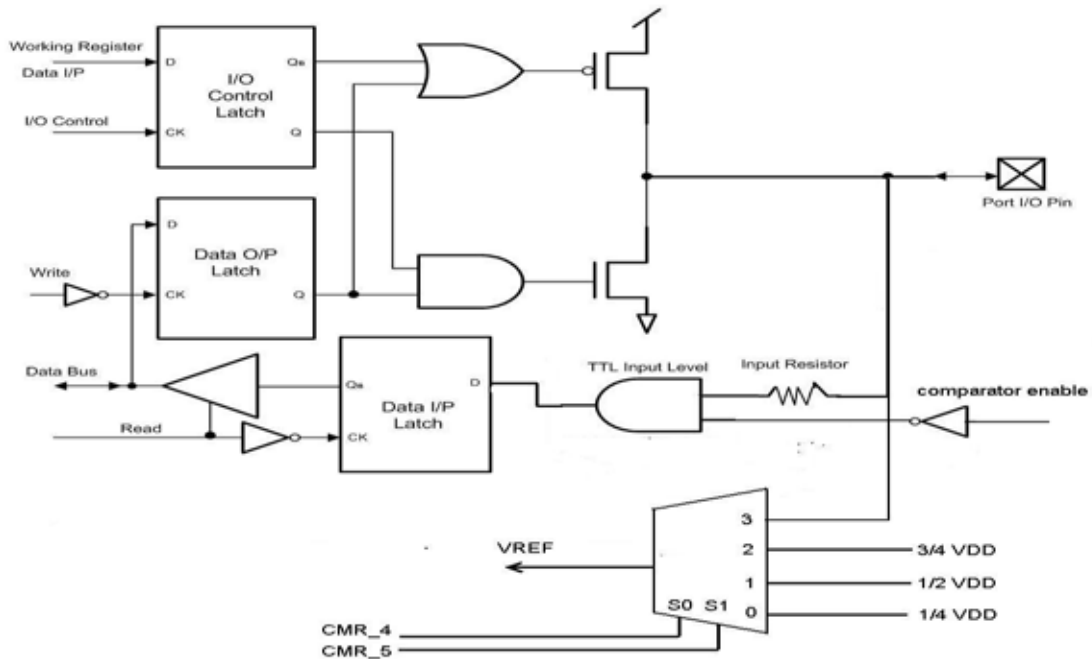 Working Register
Data I/P
I/O Control
D
Qs
I/O
Control
Latch
CK
Q
Port I/O Pin
D
Data O/P
Latch
Write
CK
Q
Data Bus
Read
Qs
D
Data I/P
Latch
CK
TTL Input Level
Input Resistor
comparator enable
VREF
3
2
1
0
S0
S1
3/4 VDD
1/2 VDD
1/4 VDD
CMR_4
CMR_5